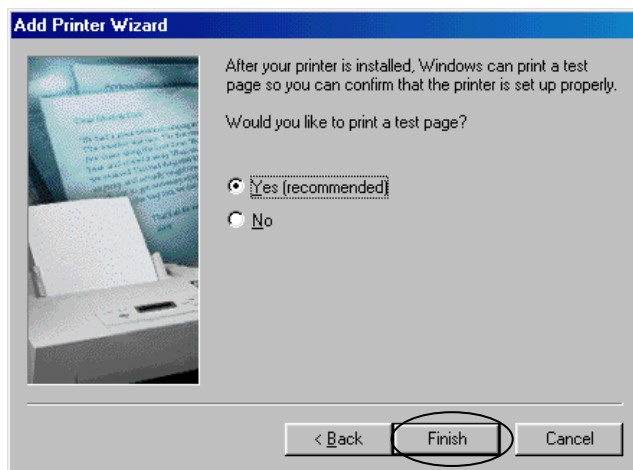 Add Printer Wizard
After your printer is installed, Windows can print a test
page so you can confirm that the printer is set up properly.
Would you like to print a test page?
Yes (recommended)
No
< Back
Finish
Cancel